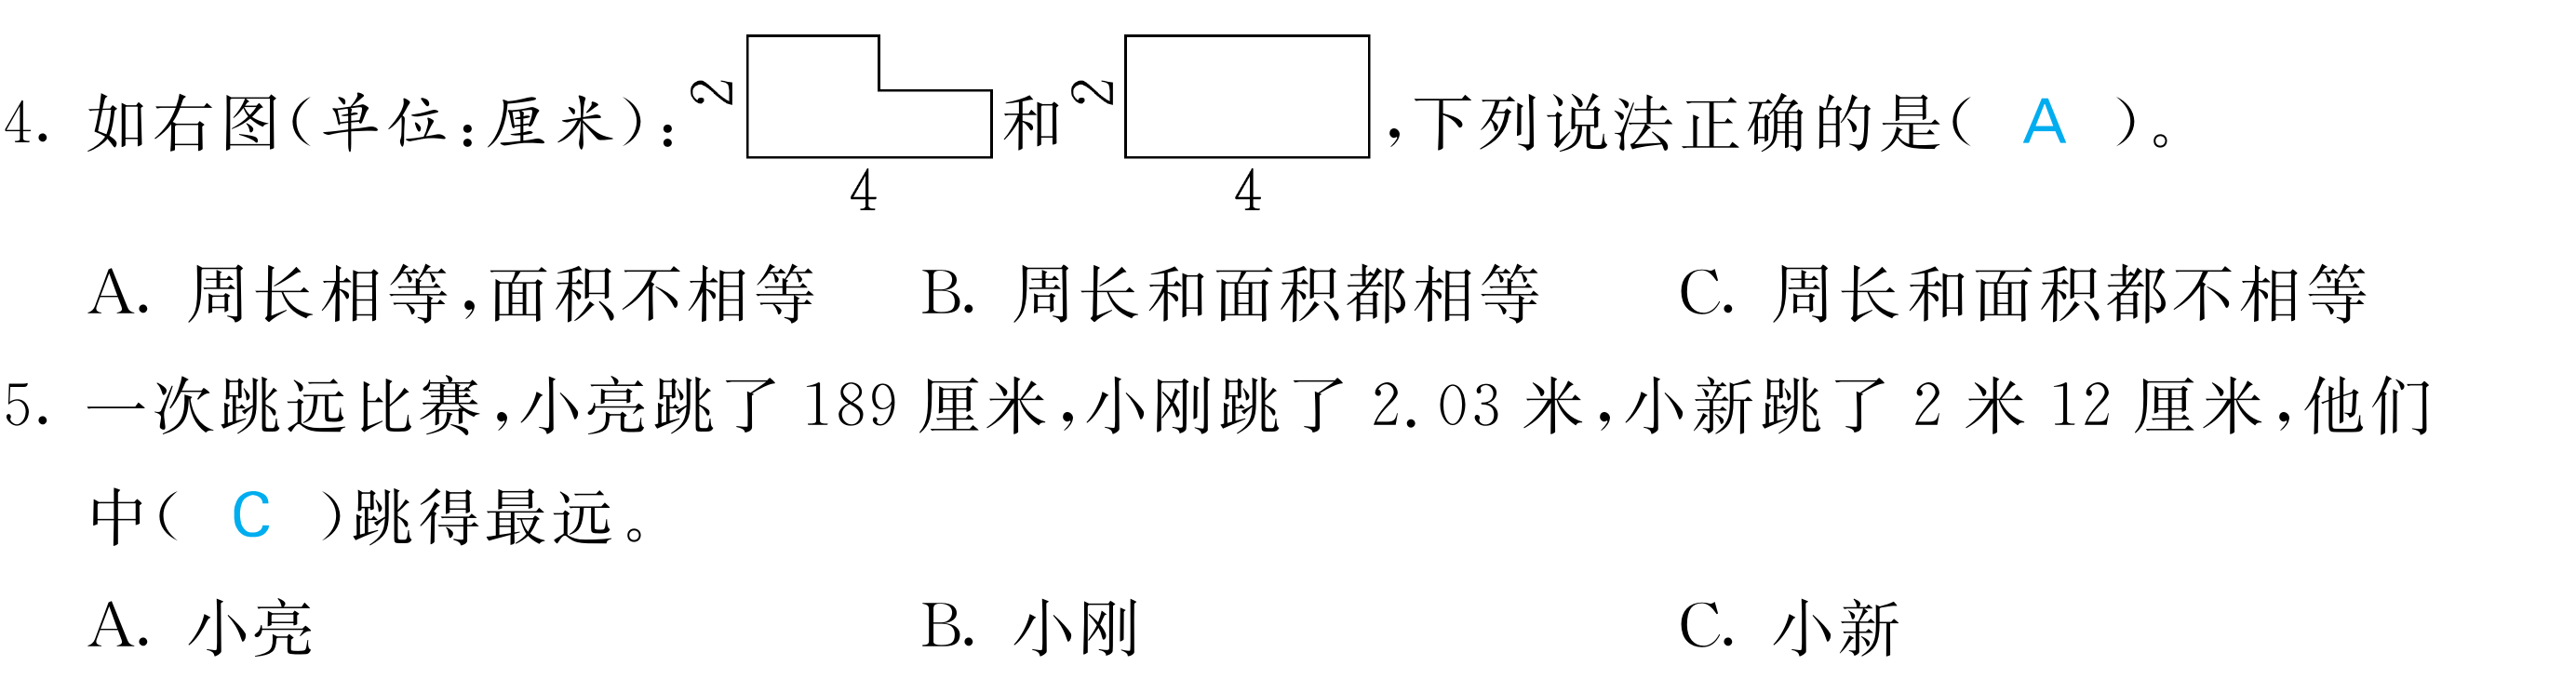 4. 如右图(单位:厘米):2 4 和 2 4 ,下列说法正确的是( A )。
A. 周长相等,面积不相等 B. 周长和面积都相等 C. 周长和面积都不相等
5. 一次跳远比赛,小亮跳了 189 厘米,小刚跳了 2.03 米,小新跳了 2 米 12 厘米,他们
中( C )跳得最远。
A. 小亮 B. 小刚 C. 小新